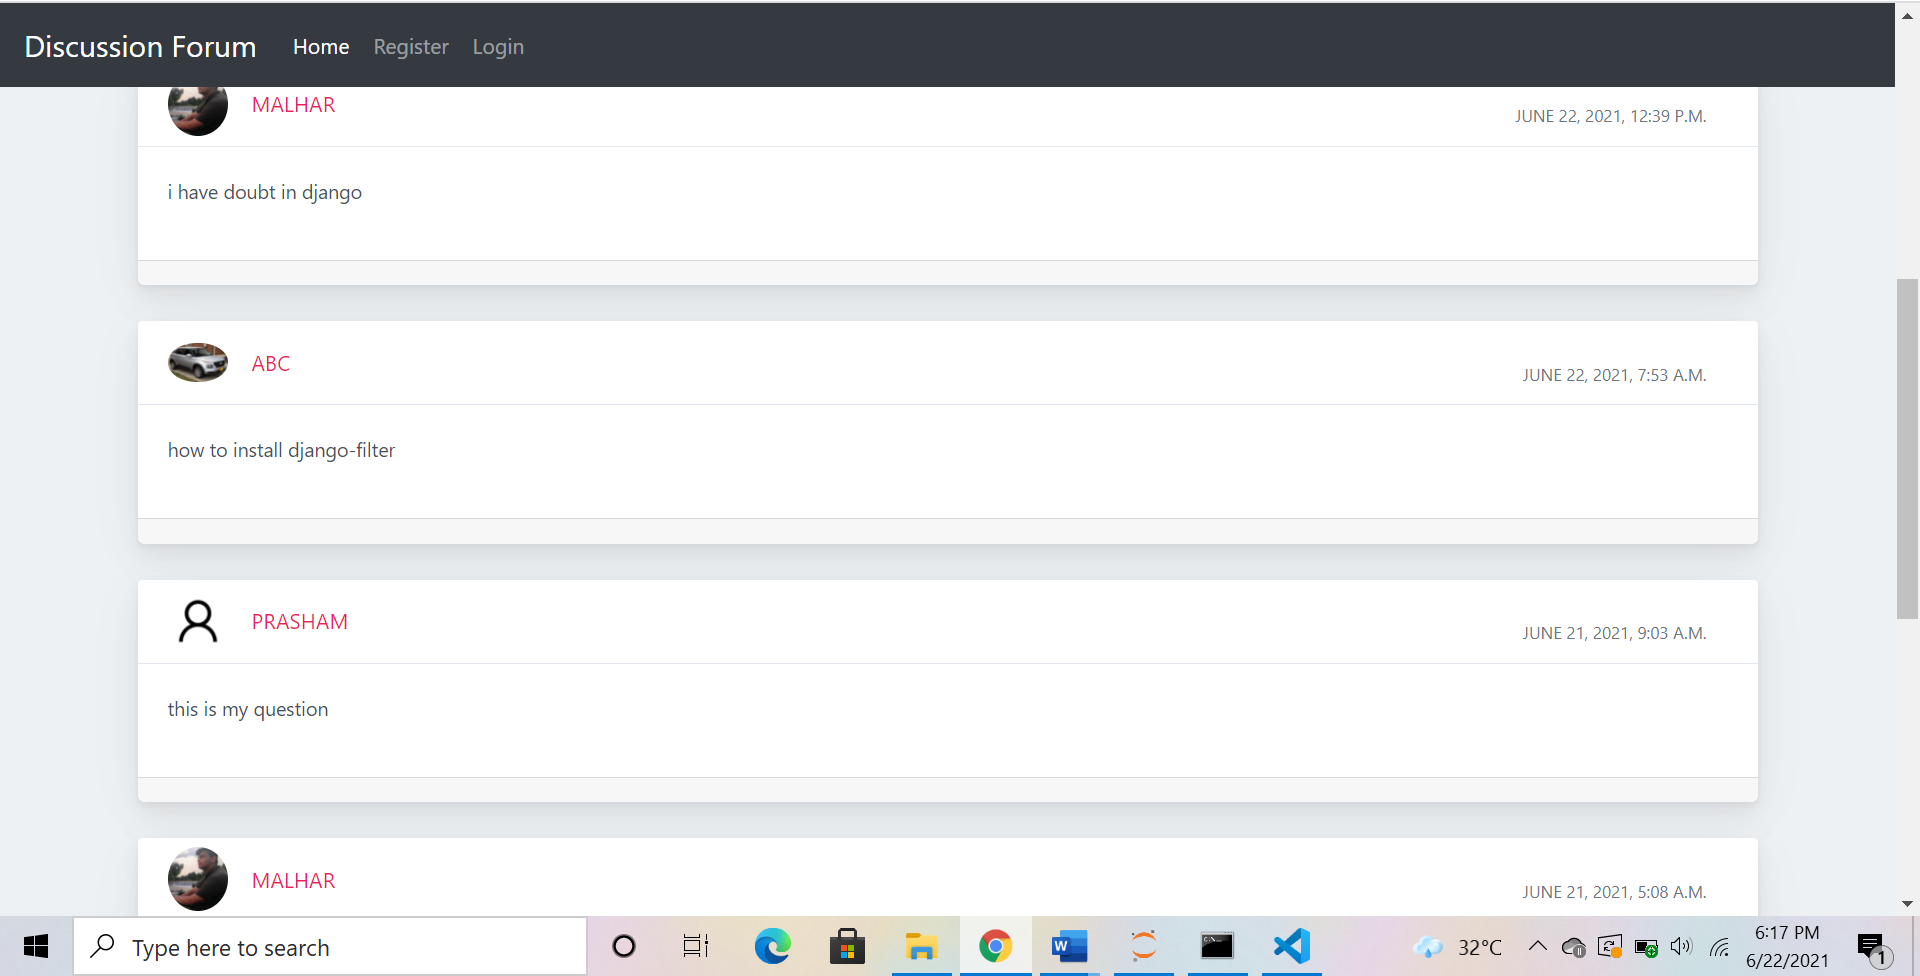 Discussion Forum Home Register Login
MALHAR
JUNE 22, 2021, 12:39 P.M.
i have doubt in django
ABC
JUNE 22, 2021, 7:53 A.M.
how to install django-filter
PRASHAM
JUNE 21, 2021, 9:03 A.M.
this is my question
MALHAR
JUNE 21, 2021, 5:08 A.M.
Type here to search
W
32°C
6:17 PM
6/22/2021
1